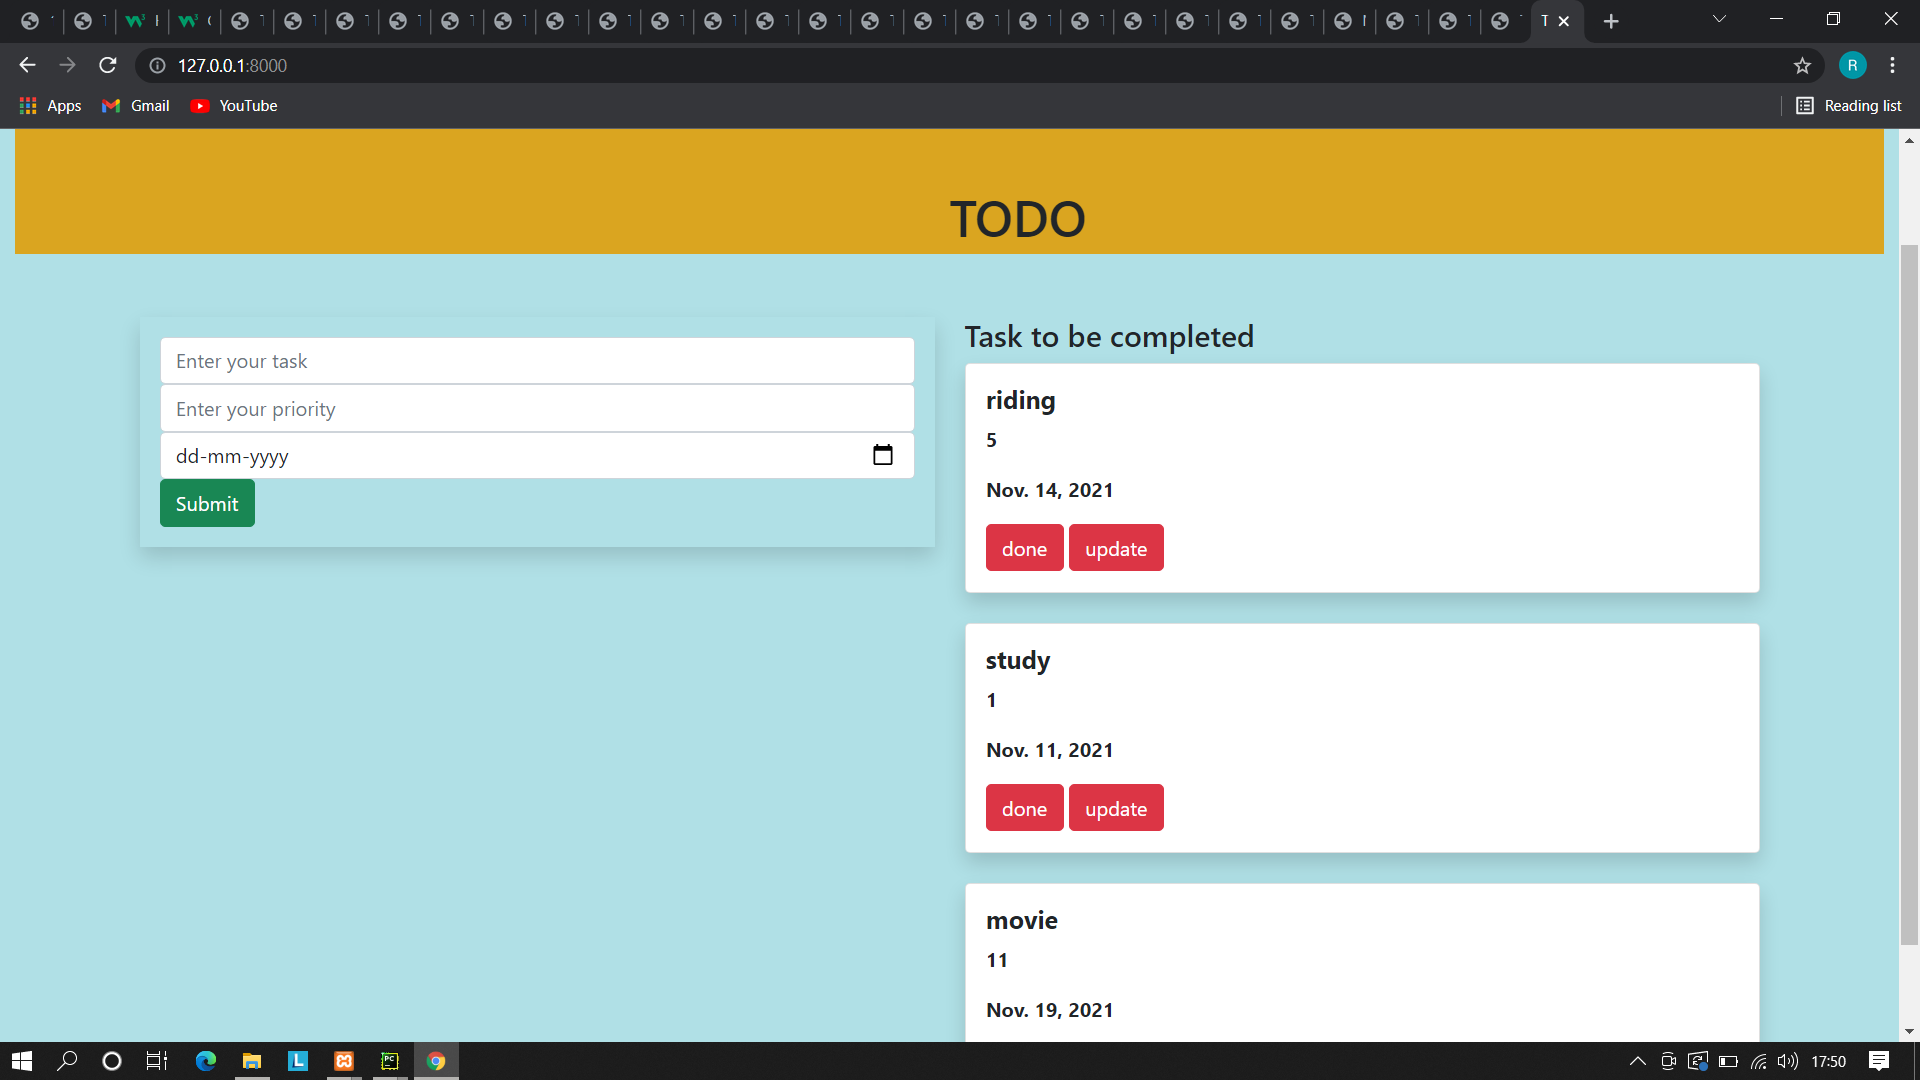 127.0.0.1:8000
R
Apps Gmail YouTube Reading list
TODO
Enter your task
Enter your priority
dd-mm-yyyy
Submit
Task to be completed
riding
5
Nov. 14, 2021
done update
study
1
Nov. 11, 2021
done update
movie
11
Nov. 19, 2021
17:50